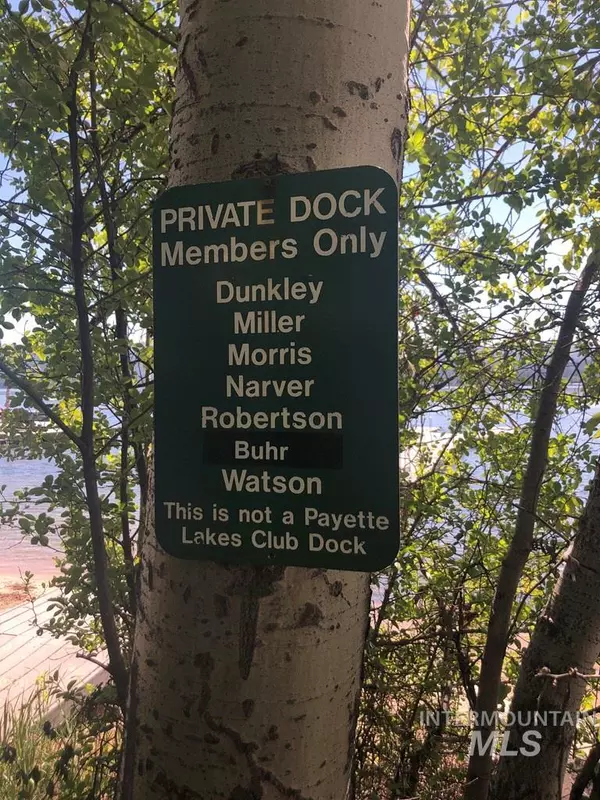 PRIVATE DOCK
Members Only
Dunkley
Miller
Morris
Narver
Robertson
Buhr
Watson
This is not a Payette
Lakes Club Dock
INTERMOUNTAIN
MLS